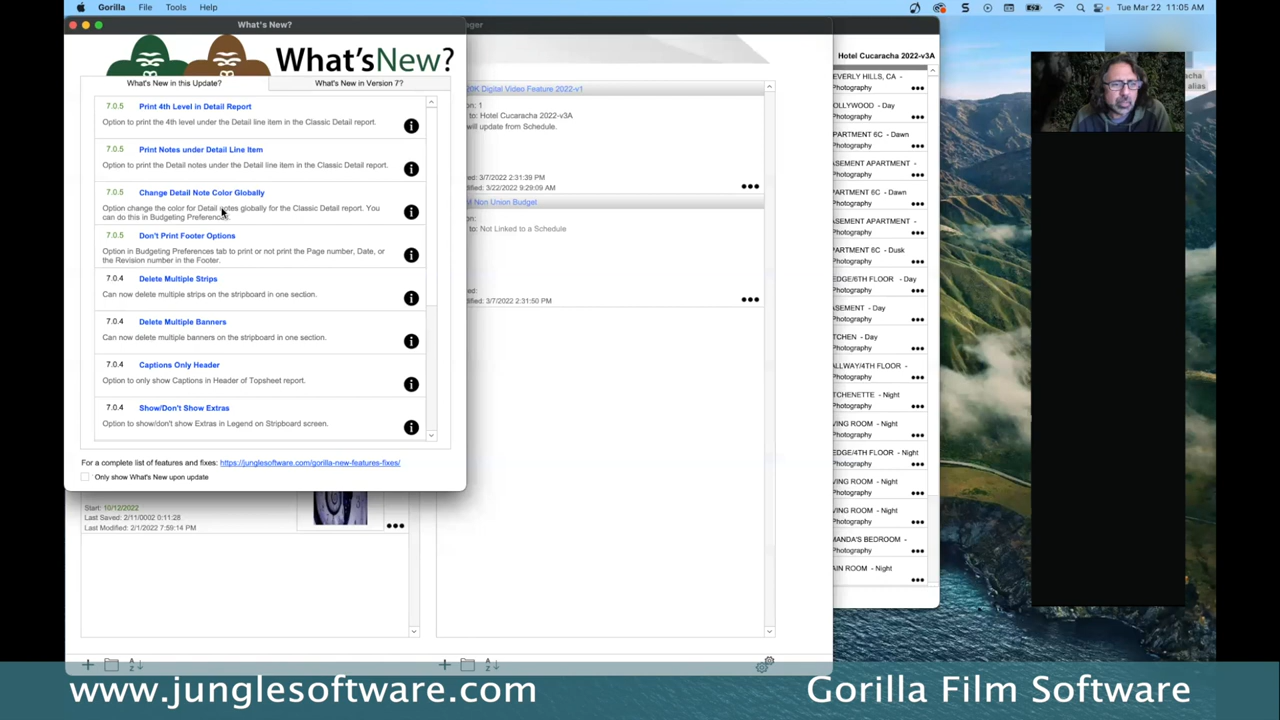 Gorilla File Tools Help
Tue Mar 22 11:05 AM
What's New?
ager
What'sNew?
What's New in this Update?
What's New in Version 7?
7.0.5 Print 4th Level in Detail Report
Option to print the 4th level under the Detail line item in the Classic Detail report.
7.0.5 Print Notes under Detail Line Item
Option to print the Detail notes under the Detail line item in the Classic Detail report.
7.0.5 Change Detail Note Color Globally
Option change the color for Detail notes globally for the Classic Detail report. You
can do this in Budgeting Preferences.
7.0.5 Don't Print Footer Options
Option in Budgeting Preferences tab to print or not print the Page number, Date, or
the Revision number in the Footer.
7.0.4 Delete Multiple Strips
Can now delete multiple strips on the stripboard in one section.
7.0.4 Delete Multiple Banners
Can now delete multiple banners on the stripboard in one section.
7.0.4 Captions Only Header
Option to only show Captions in Header of Topsheet report.
7.0.4 Show/Don't Show Extras
Option to show/don't show Extras in Legend on Stripboard screen.
For a complete list of features and fixes: https://junglesoftware.com/gorilla-new-features-fixes/
Only show What's New upon update
Start: 10/12/2022
Last Saved: 2/11/0002 0:11:28
Last Modified: 2/1/2022 7:59:14 PM
20K Digital Video Feature 2022-v1
on: 1
to: Hotel Cucaracha 2022-v3A
will update from Schedule.
ed: 3/7/2022 2:31:39 PM
dified: 3/22/2022 9:29:09 AM
M Non Union Budget
on:
to: Not Linked to a Schedule
ed:
dified: 3/7/2022 2:31:50 PM
Hotel Cucaracha 2022-v3A
EVERLY HILLS, CA -
Photography
OLLYWOOD - Day
Photography
PARTMENT 6C - Dawn
Photography
ASEMENT APARTMENT -
Photography
PARTMENT 6C - Dawn
Photography
PARTMENT 6C - Dusk
Photography
EDGE/6TH FLOOR - Day
Photography
ASEMENT - Day
Photography
TCHEN - Day
Photography
ALLWAY/4TH FLOOR -
Photography
TCHENETTE - Night
Photography
VING ROOM - Night
Photography
EDGE/4TH FLOOR - Night
Photography
VING ROOM - Night
Photography
VING ROOM - Night
Photography
MANDA'S BEDROOM -
Photography
AIN ROOM - Night
acha
alias
www.junglesoftware.com
Gorilla Film Software